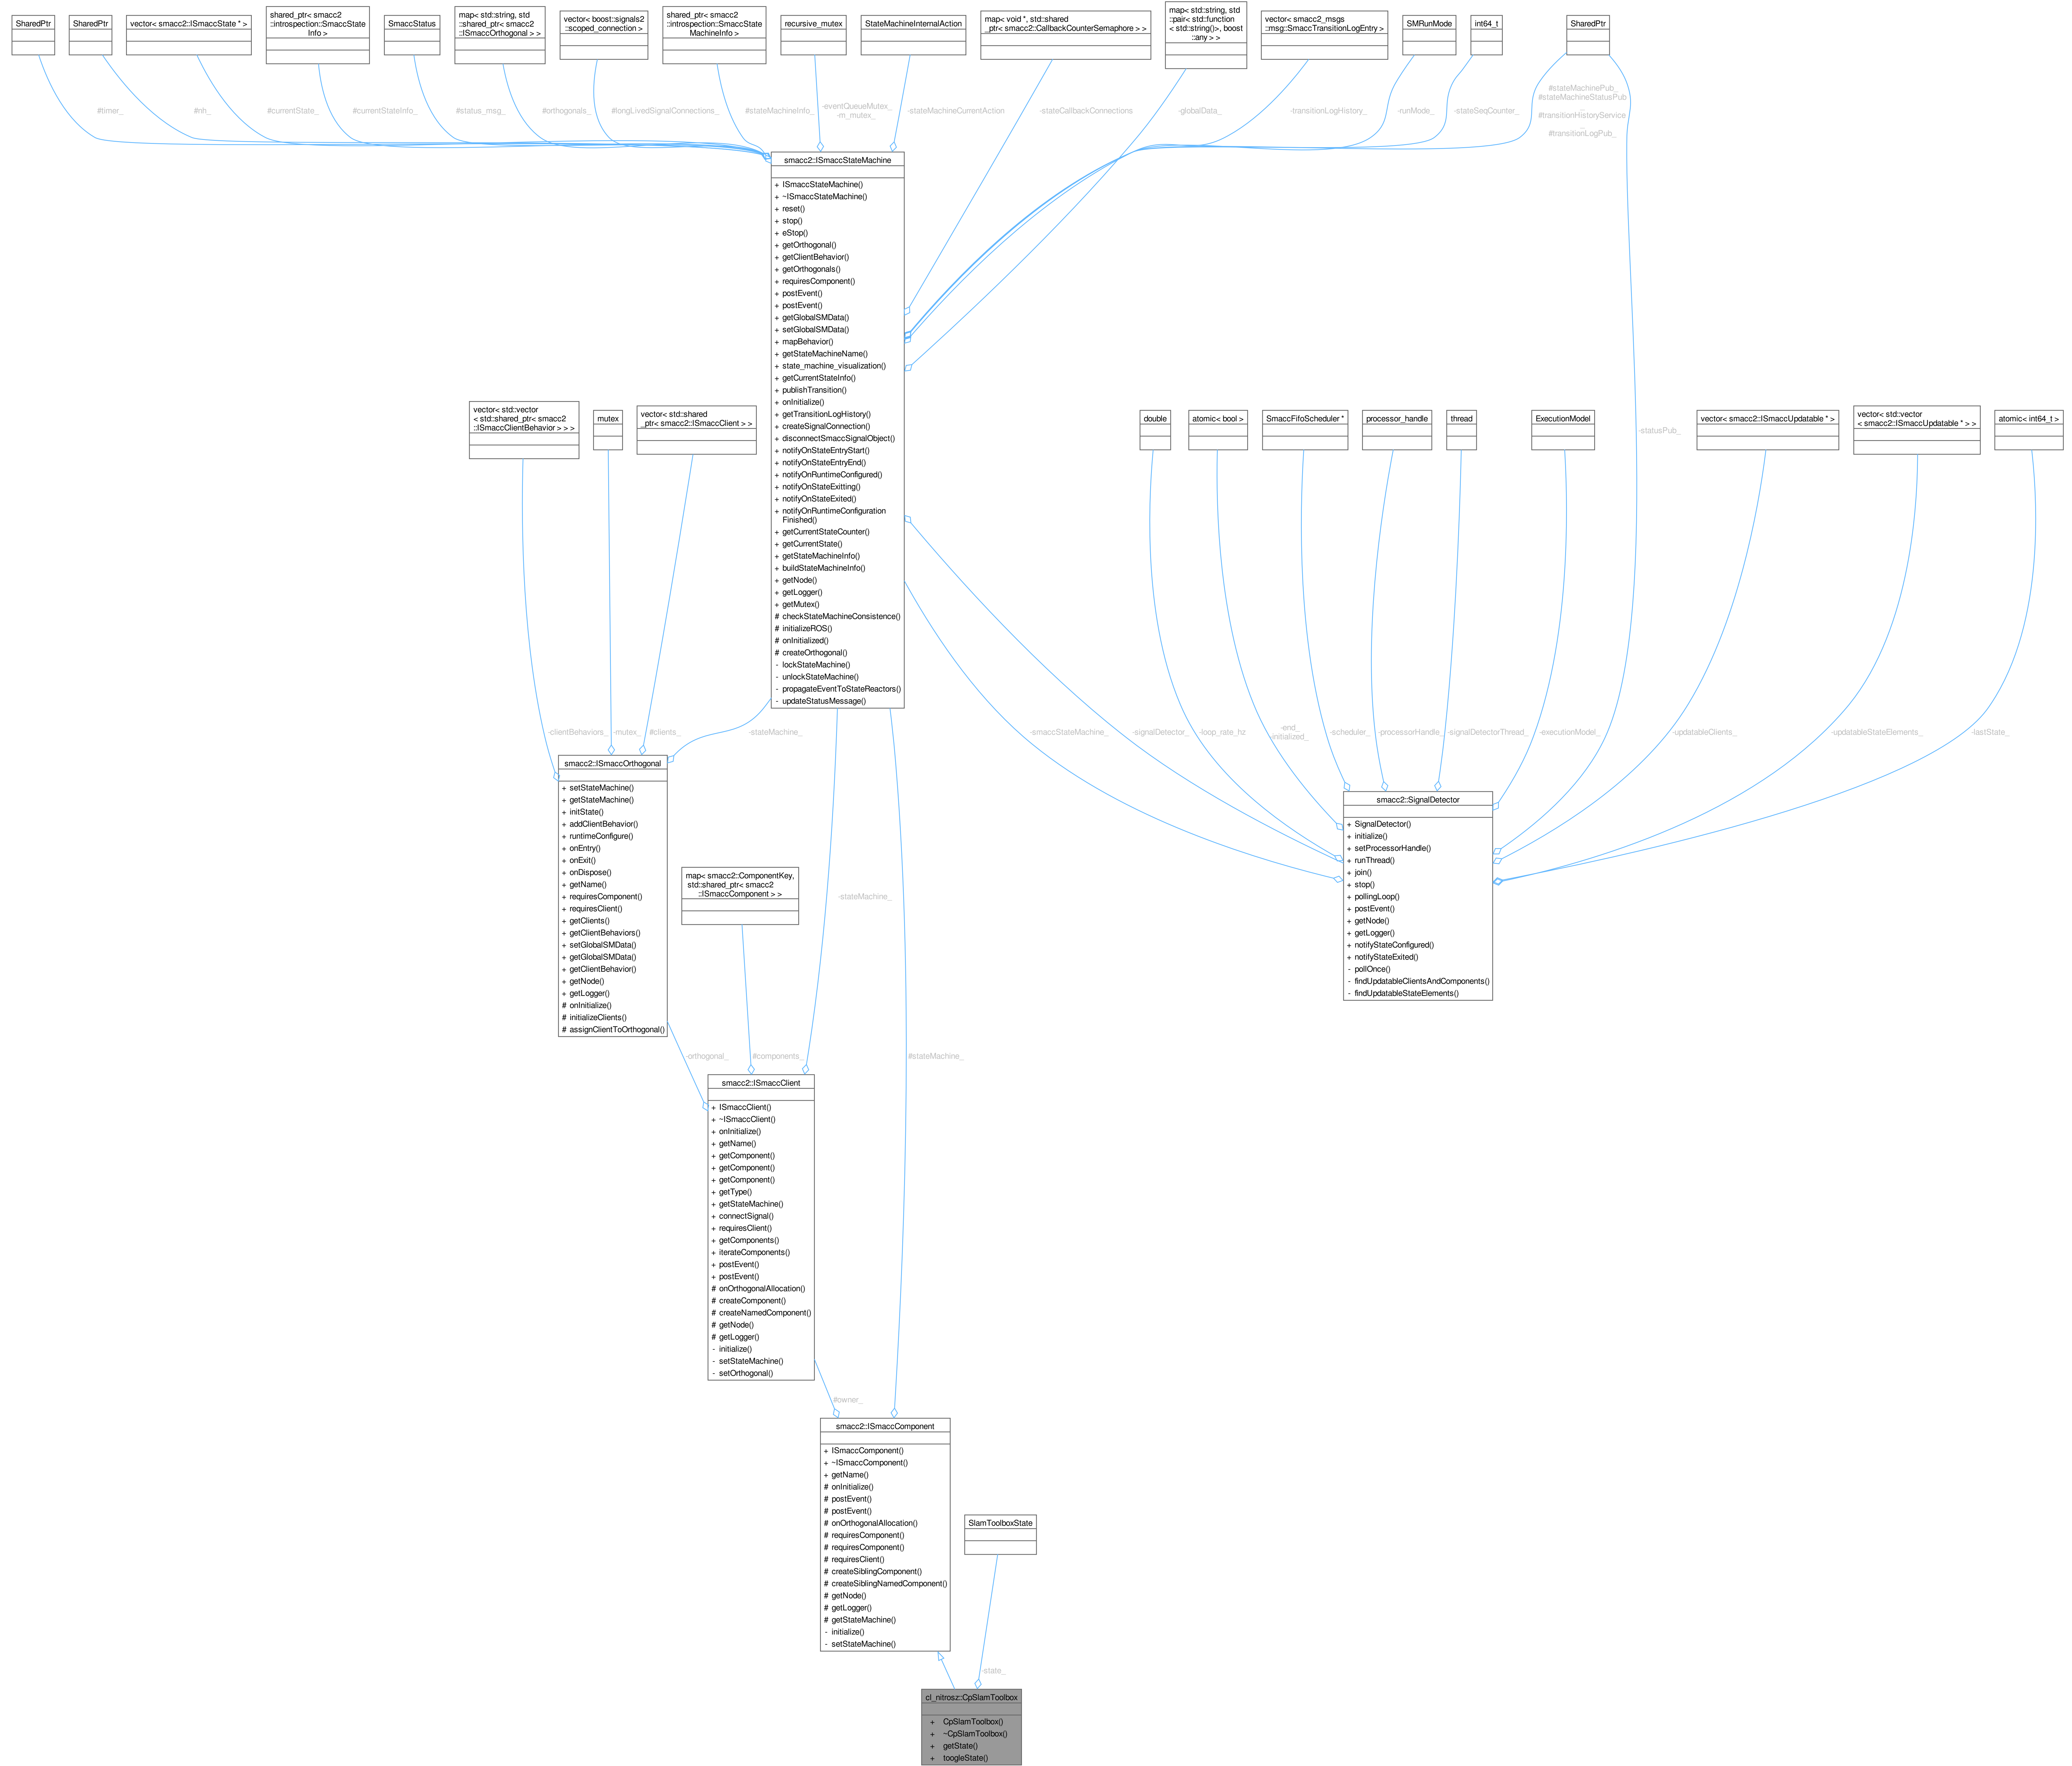 SharedPtr
SharedPtr
vector< smacc2::ISmaccState * >
shared_ptr< smacc2
::introspection::SmaccState
Info >
SmaccStatus
map< std::string, std
::shared_ptr< smacc2
::ISmaccOrthogonal > >
vector< boost::signals2
::scoped_connection >
shared_ptr< smacc2
::introspection::SmaccState
MachineInfo >
recursive_mutex
StateMachineInternalAction
map< void *, std::shared
_ptr< smacc2::CallbackCounterSemaphore > >
map< std::string, std
::pair< std::function
< std::string()>, boost
::any > >
vector< smacc2_msgs
::msg::SmaccTransitionLogEntry >
SMRunMode
int64_t
SharedPtr
#timer_
#nh_
#currentState_
#currentStateInfo_
#status_msg_
#orthogonals_
#longLivedSignalConnections_
#stateMachineInfo_
-eventQueueMutex_
-m_mutex_
-stateMachineCurrentAction
-stateCallbackConnections
-globalData_
-transitionLogHistory_
-runMode_
-stateSeqCounter_
#stateMachinePub_
#stateMachineStatusPub
_
#transitionHistoryService
_
#transitionLogPub_
smacc2::ISmaccStateMachine
+ ISmaccStateMachine()
+ ~ISmaccStateMachine()
+ reset()
+ stop()
+ eStop()
+ getOrthogonal()
+ getClientBehavior()
+ getOrthogonals()
+ requiresComponent()
+ postEvent()
+ postEvent()
+ getGlobalSMData()
+ setGlobalSMData()
+ mapBehavior()
+ getStateMachineName()
+ state_machine_visualization()
+ getCurrentStateInfo()
+ publishTransition()
+ onInitialize()
+ getTransitionLogHistory()
+ createSignalConnection()
+ disconnectSmaccSignalObject()
+ notifyOnStateEntryStart()
+ notifyOnStateEntryEnd()
+ notifyOnRuntimeConfigured()
+ notifyOnStateExitting()
+ notifyOnStateExited()
+ notifyOnRuntimeConfiguration
Finished()
+ getCurrentStateCounter()
+ getCurrentState()
+ getStateMachineInfo()
+ buildStateMachineInfo()
+ getNode()
+ getLogger()
+ getMutex()
# checkStateMachineConsistence()
# initializeROS()
# onInitialized()
# createOrthogonal()
- lockStateMachine()
- unlockStateMachine()
- propagateEventToStateReactors()
- updateStatusMessage()
vector< std::vector
< std::shared_ptr< smacc2
::ISmaccClientBehavior > > >
mutex
vector< std::shared
_ptr< smacc2::ISmaccClient > >
double
atomic< bool >
SmaccFifoScheduler *
processor_handle
thread
ExecutionModel
-statusPub_
vector< smacc2::ISmaccUpdatable * >
vector< std::vector
< smacc2::ISmaccUpdatable * > >
atomic< int64_t >
-clientBehaviors_
-mutex_
#clients_
-stateMachine_
-smaccStateMachine_
-signalDetector_
-loop_rate_hz
-end_
-initialized_
-scheduler_
-processorHandle_
-signalDetectorThread_
-executionModel_
-updatableClients_
-updatableStateElements_
-lastState_
smacc2::ISmaccOrthogonal
+ setStateMachine()
+ getStateMachine()
+ initState()
+ addClientBehavior()
+ runtimeConfigure()
+ onEntry()
+ onExit()
+ onDispose()
+ getName()
+ requiresComponent()
+ requiresClient()
+ getClients()
+ getClientBehaviors()
+ setGlobalSMData()
+ getGlobalSMData()
+ getClientBehavior()
+ getNode()
+ getLogger()
# onInitialize()
# initializeClients()
# assignClientToOrthogonal()
smacc2::SignalDetector
+ SignalDetector()
+ initialize()
+ setProcessorHandle()
+ runThread()
+ join()
+ stop()
+ pollingLoop()
+ postEvent()
+ getNode()
+ getLogger()
+ notifyStateConfigured()
+ notifyStateExited()
- pollOnce()
- findUpdatableClientsAndComponents()
- findUpdatableStateElements()
map< smacc2::ComponentKey,
std::shared_ptr< smacc2
::ISmaccComponent > >
-stateMachine_
-orthogonal_
#components_
#stateMachine_
smacc2::ISmaccClient
+ ISmaccClient()
+ ~ISmaccClient()
+ onInitialize()
+ getName()
+ getComponent()
+ getComponent()
+ getComponent()
+ getType()
+ getStateMachine()
+ connectSignal()
+ requiresClient()
+ getComponents()
+ iterateComponents()
+ postEvent()
+ postEvent()
# onOrthogonalAllocation()
# createComponent()
# createNamedComponent()
# getNode()
# getLogger()
- initialize()
- setStateMachine()
- setOrthogonal()
#owner_
smacc2::ISmaccComponent
+ ISmaccComponent()
+ ~ISmaccComponent()
+ getName()
# onInitialize()
# postEvent()
# postEvent()
# onOrthogonalAllocation()
# requiresComponent()
# requiresComponent()
# requiresClient()
# createSiblingComponent()
# createSiblingNamedComponent()
# getNode()
# getLogger()
# getStateMachine()
- initialize()
- setStateMachine()
SlamToolboxState
-state_
cl_nitrosz::CpSlamToolbox
+ CpSlamToolbox()
+ ~CpSlamToolbox()
+ getState()
+ toogleState()